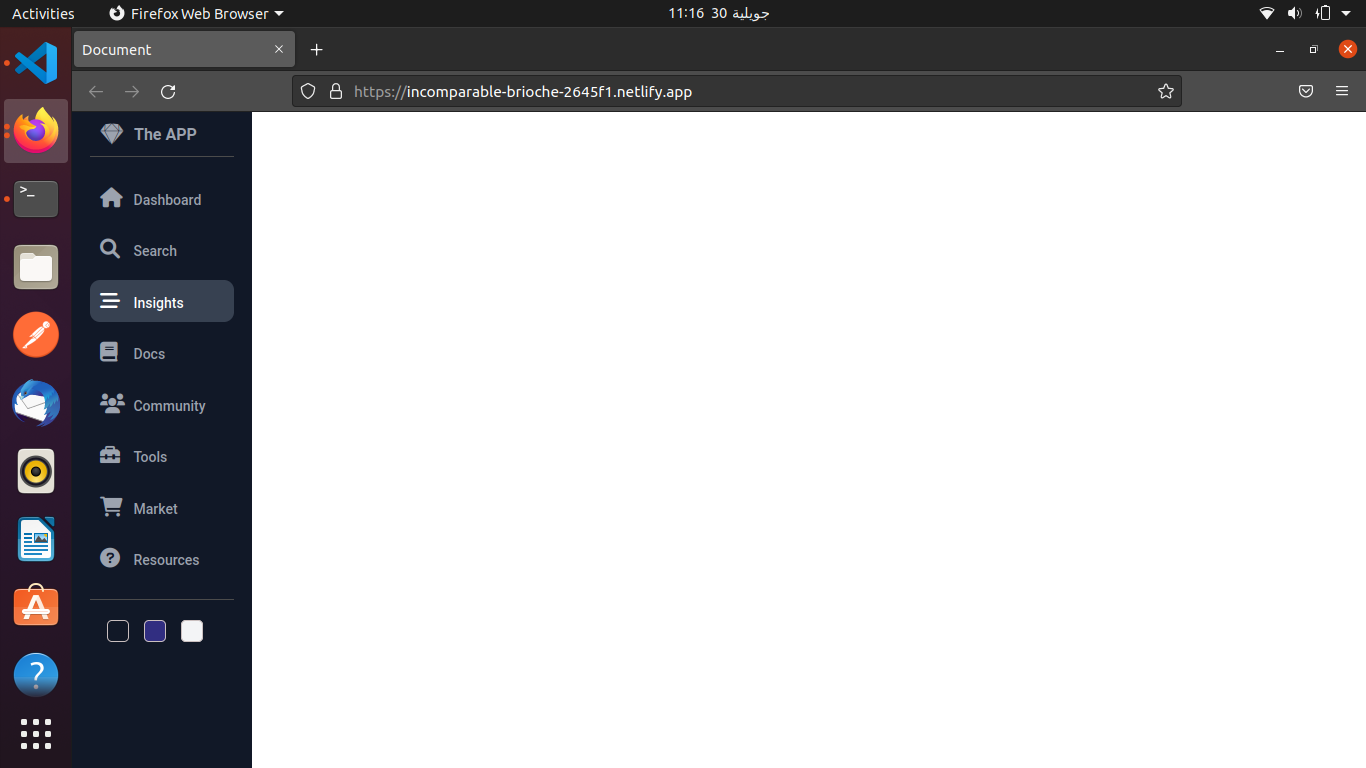 Activities
Firefox Web Browser
11:16 30 جويلية
Document
https://incomparable-brioche-2645f1.netlify.app
The APP
Dashboard
Search
Insights
Docs
Community
Tools
Market
Resources